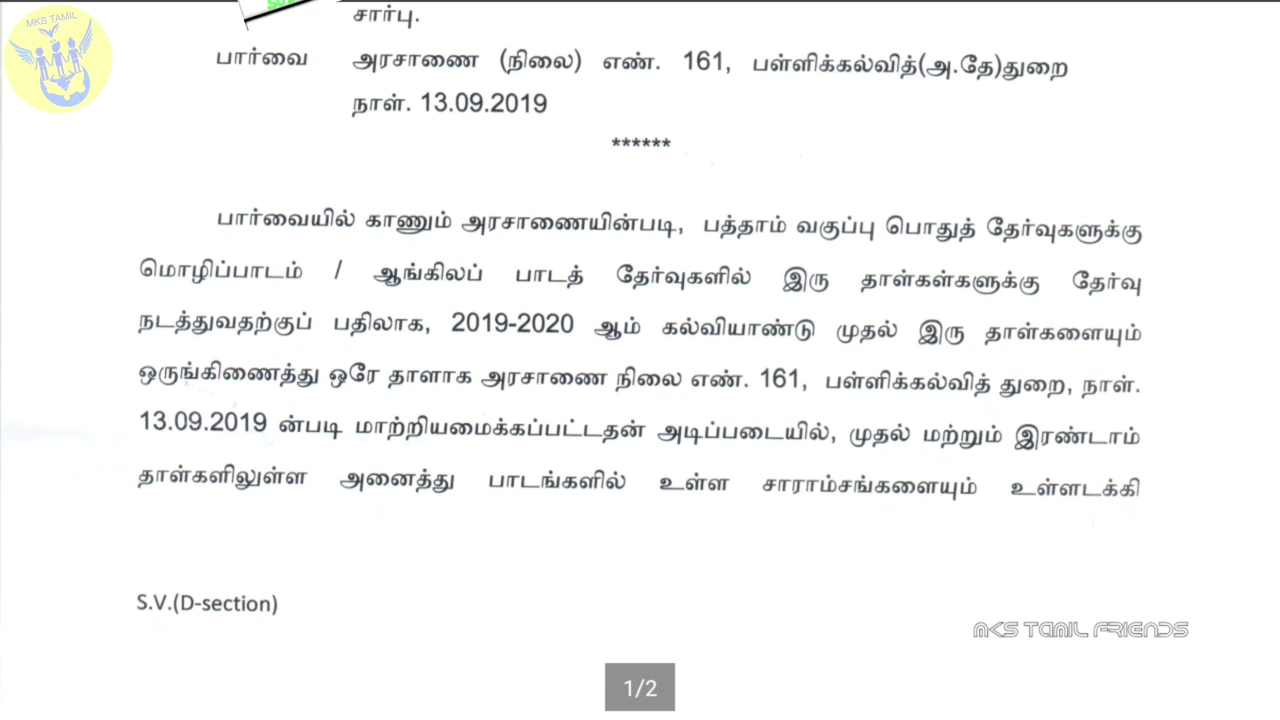 MKS TAMIL
சார்பு.
பார்வை அரசாணை (நிலை) எண். 161, பள்ளிக்கல்வித்(அ.தே)துறை
நாள். 13.09.2019
******
பார்வையில் காணும் அரசாணையின்படி, பத்தாம் வகுப்பு பொதுத் தேர்வுகளுக்கு
மொழிப்பாடம் / ஆங்கிலப் பாடத் தேர்வுகளில் இரு தாள்கள்களுக்கு தேர்வு
நடத்துவதற்குப் பதிலாக, 2019-2020 ஆம் கல்வியாண்டு முதல் இரு தாள்களையும்
ஒருங்கிணைத்து ஒரே தாளாக அரசாணை நிலை எண். 161, பள்ளிக்கல்வித் துறை, நாள்.
13.09.2019 ன்படி மாற்றியமைக்கப்பட்டதன் அடிப்படையில், முதல் மற்றும் இரண்டாம்
தாள்களிலுள்ள அனைத்து பாடங்களில் உள்ள சாராம்சங்களையும் உள்ளடக்கி
S.V.(D-section)
MKS TAMIL FRIENDS
1/2